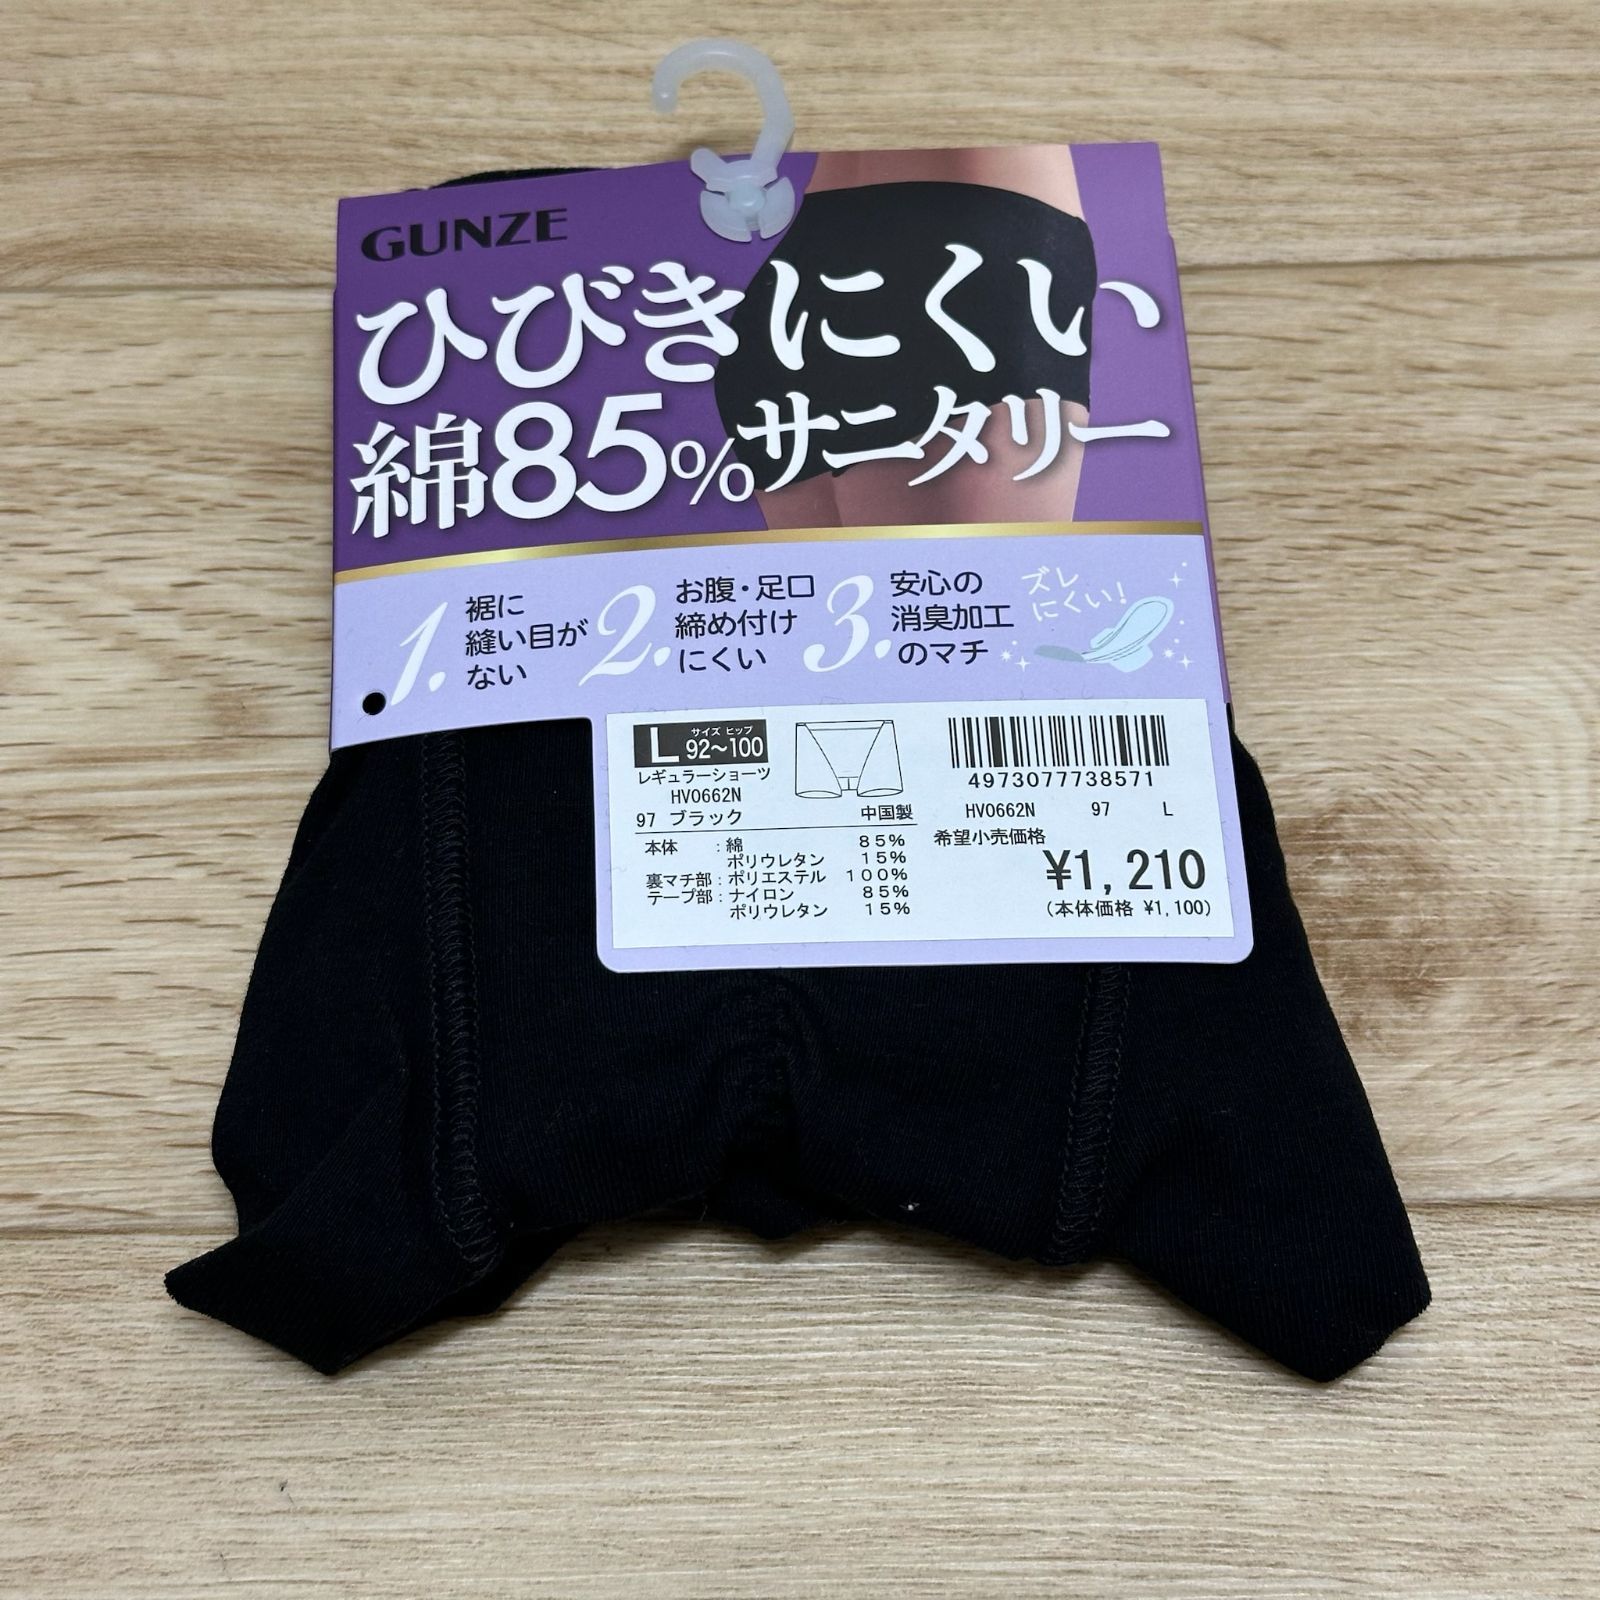 GUNZE
ひびきにくい
綿85%サニタリー
1. 裾に
縫い目が
ない
2. お腹・足口
締め付け
にくい
3. 安心の
消臭加工
のマチ
ズレ
にくい!
L サイズ ヒップ
92~100
レギュラーショーツ
HV0662N
97 ブラック 中国製
本体 :綿 85%
ポリウレタン 15%
裏マチ部:ポリエステル 100%
テープ部:ナイロン 85%
ポリウレタン 15%
4973077738571
HV0662N 97 L
希望小売価格
¥1,210
(本体価格 ¥1,100)